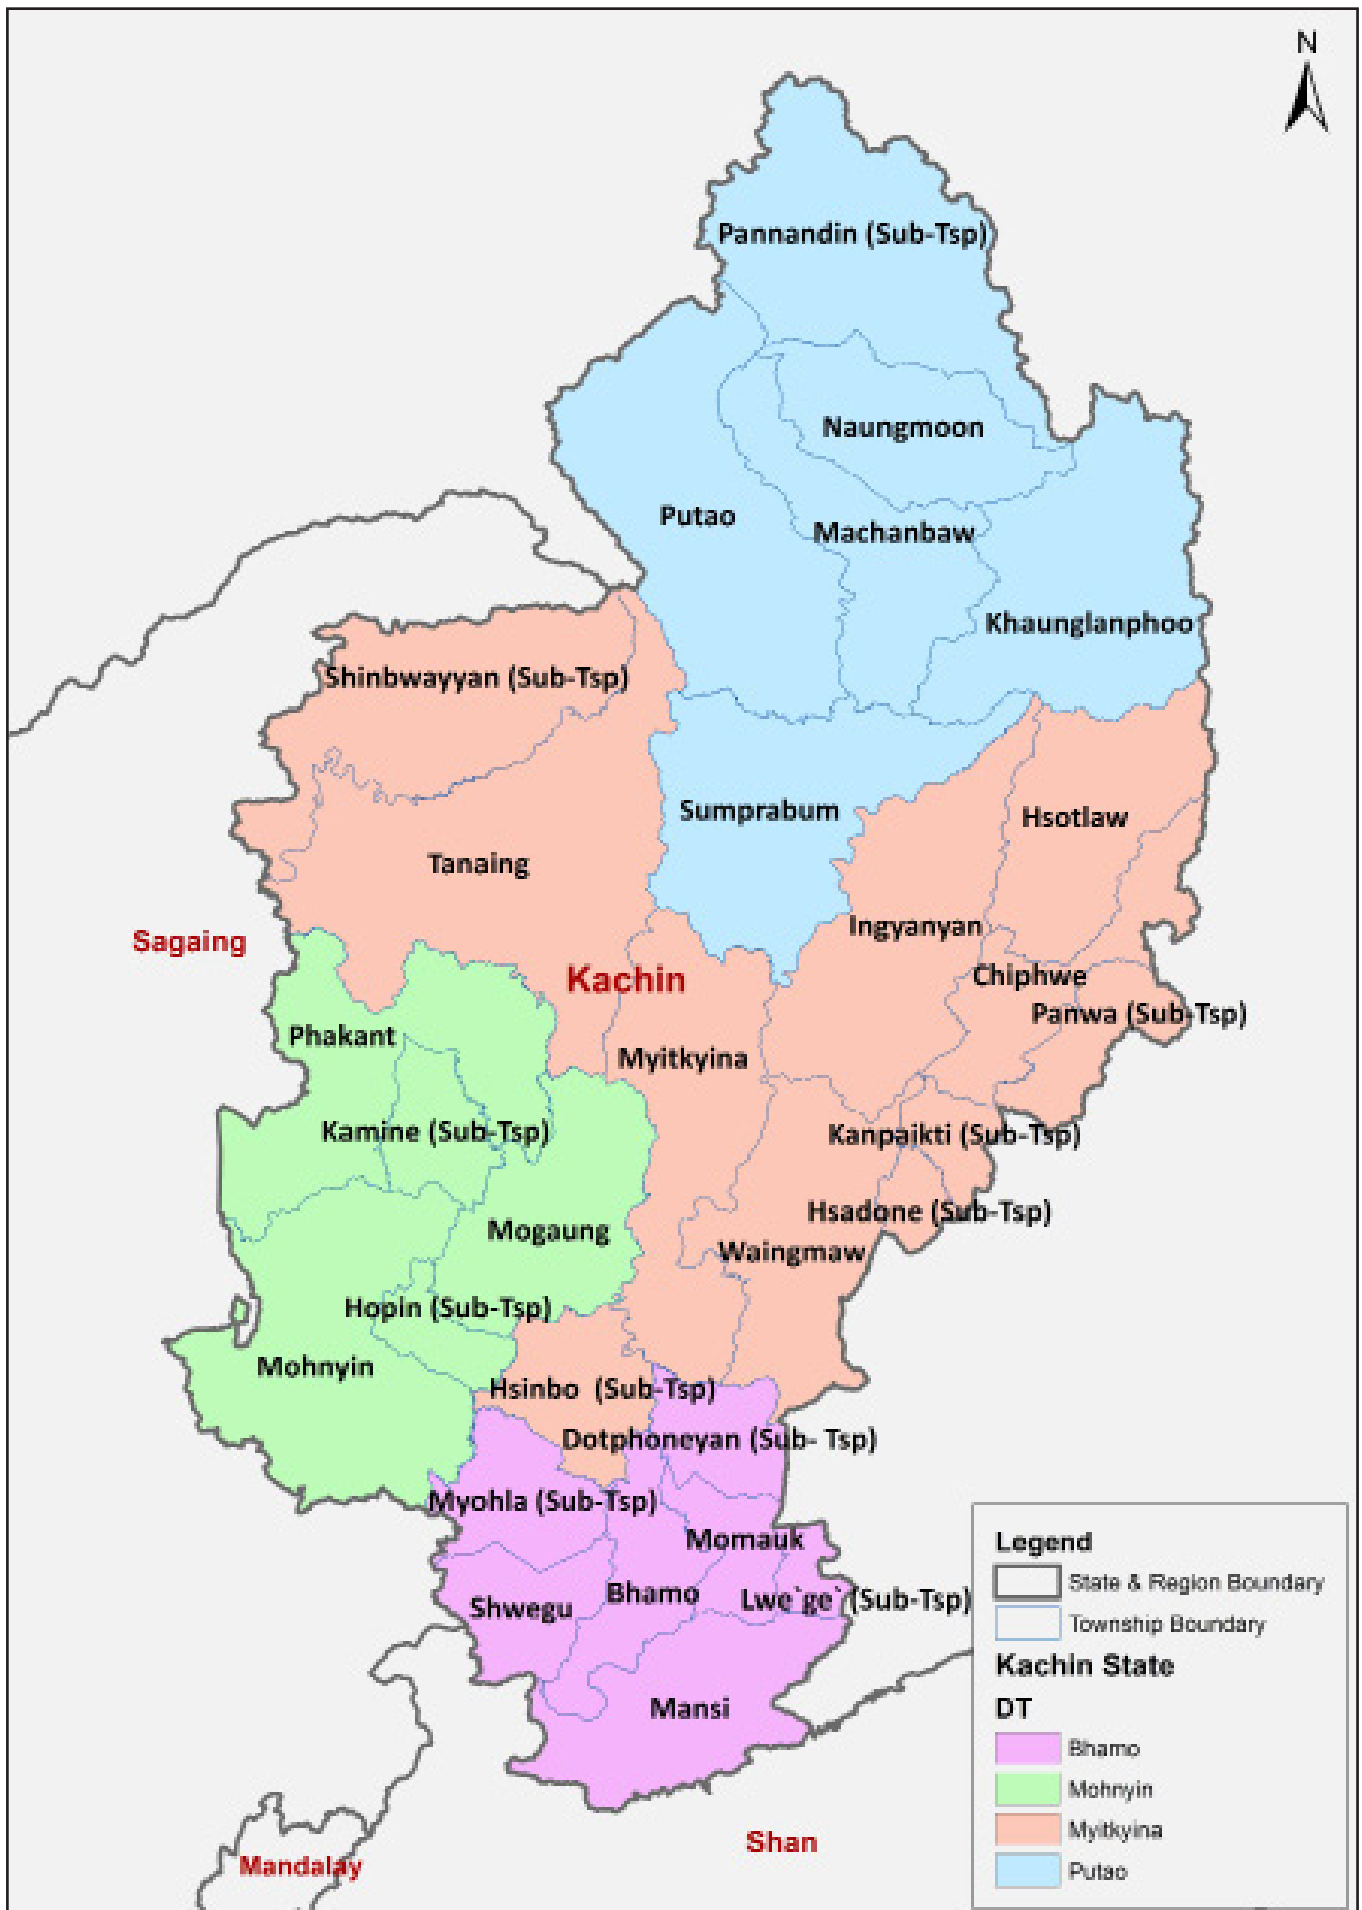 N
Pannandin (Sub-Tsp)
Naungmoon
Putao
Machanbaw
Khaunglanphoo
Shinbwayyan (Sub-Tsp)
Sumprabum
Hsotlaw
Tanaing
Ingyanyan
Sagaing
Kachin
Chiphwe
Panwa (Sub-Tsp)
Phakant
Myitkyina
Kamine (Sub-Tsp)
Kanpaikti (Sub-Tsp)
Hsadone (Sub-Tsp)
Mogaung
Waingmaw
Hopin (Sub-Tsp)
Mohnyin
Hsinbo (Sub-Tsp)
Dotphoneyan (Sub- Tsp)
Myohla (Sub-Tsp)
Momauk
Bhamo
Lwe`ge` (Sub-Tsp)
Shwegu
Mansi
Shan
Mandalay
Legend
State & Region Boundary
Township Boundary
Kachin State
DT
Bhamo
Mohnyin
Myitkyina
Putao